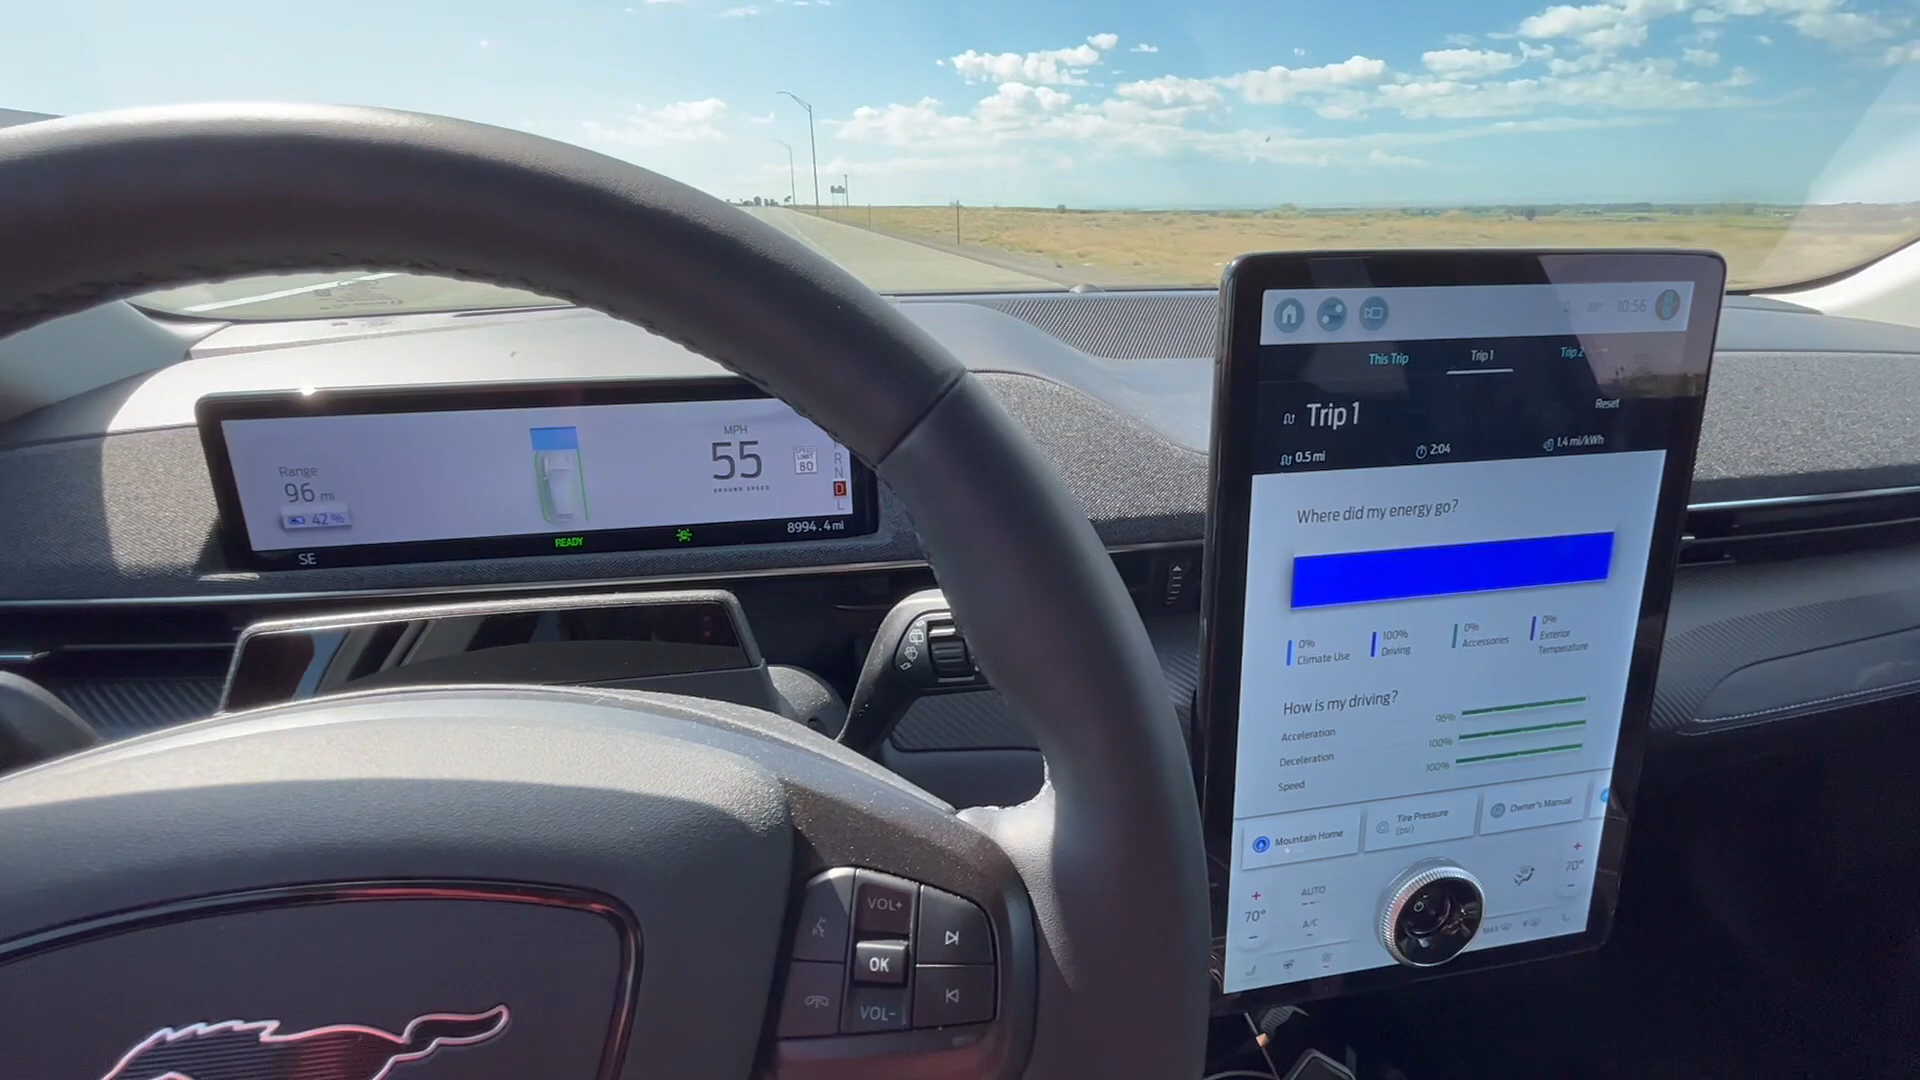 Range
96 mi
42%
MPH
55
GROUND SPEED
SPEED
LIMIT
80
R
N
D
L
8994.4 mi
READY
SE
10:56
This Trip
Trip 1
Trip 2
Trip 1
Reset
0.5 mi
2:04
1.4 mi/kWh
Where did my energy go?
0%
Climate Use
100%
Driving
0%
Accessories
0%
Exterior
Temperature
How is my driving?
96%
Acceleration
100%
Deceleration
100%
Speed
Mountain Home
Tire Pressure
(psi)
Owner's Manual
+
70°
-
AUTO
A/C
+
70°
-
MAX
R
VOL+
OK
VOL-